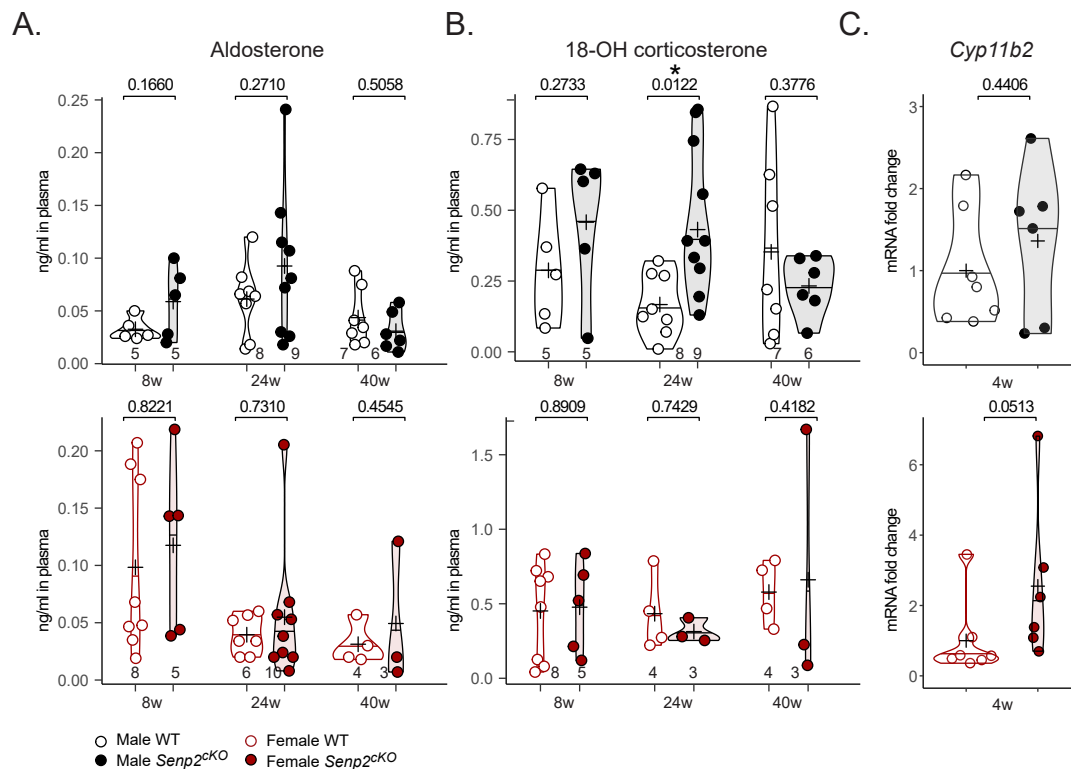 A.
B.
C.
Aldosterone
18-OH corticosterone
Cyp11b2
*
0.1660
0.2710
0.5058
0.2733
0.0122
0.3776
0.4406
ng/ml in plasma
0.25
0.20
0.15
0.10
0.05
0.00
5
5
8
9
7
6
8w
24w
40w
ng/ml in plasma
0.75
0.50
0.25
0.00
5
5
8
9
7
6
8w
24w
40w
mRNA fold change
3
2
1
0
4w
0.8221
0.7310
0.4545
0.8909
0.7429
0.4182
0.0513
ng/ml in plasma
0.20
0.15
0.10
0.05
0.00
8
5
6
10
4
3
8w
24w
40w
ng/ml in plasma
1.5
1.0
0.5
0.0
8
5
4
3
4
3
8w
24w
40w
mRNA fold change
6
4
2
0
4w
Male WT
Female WT
Male Senp2cKO
Female Senp2cKO